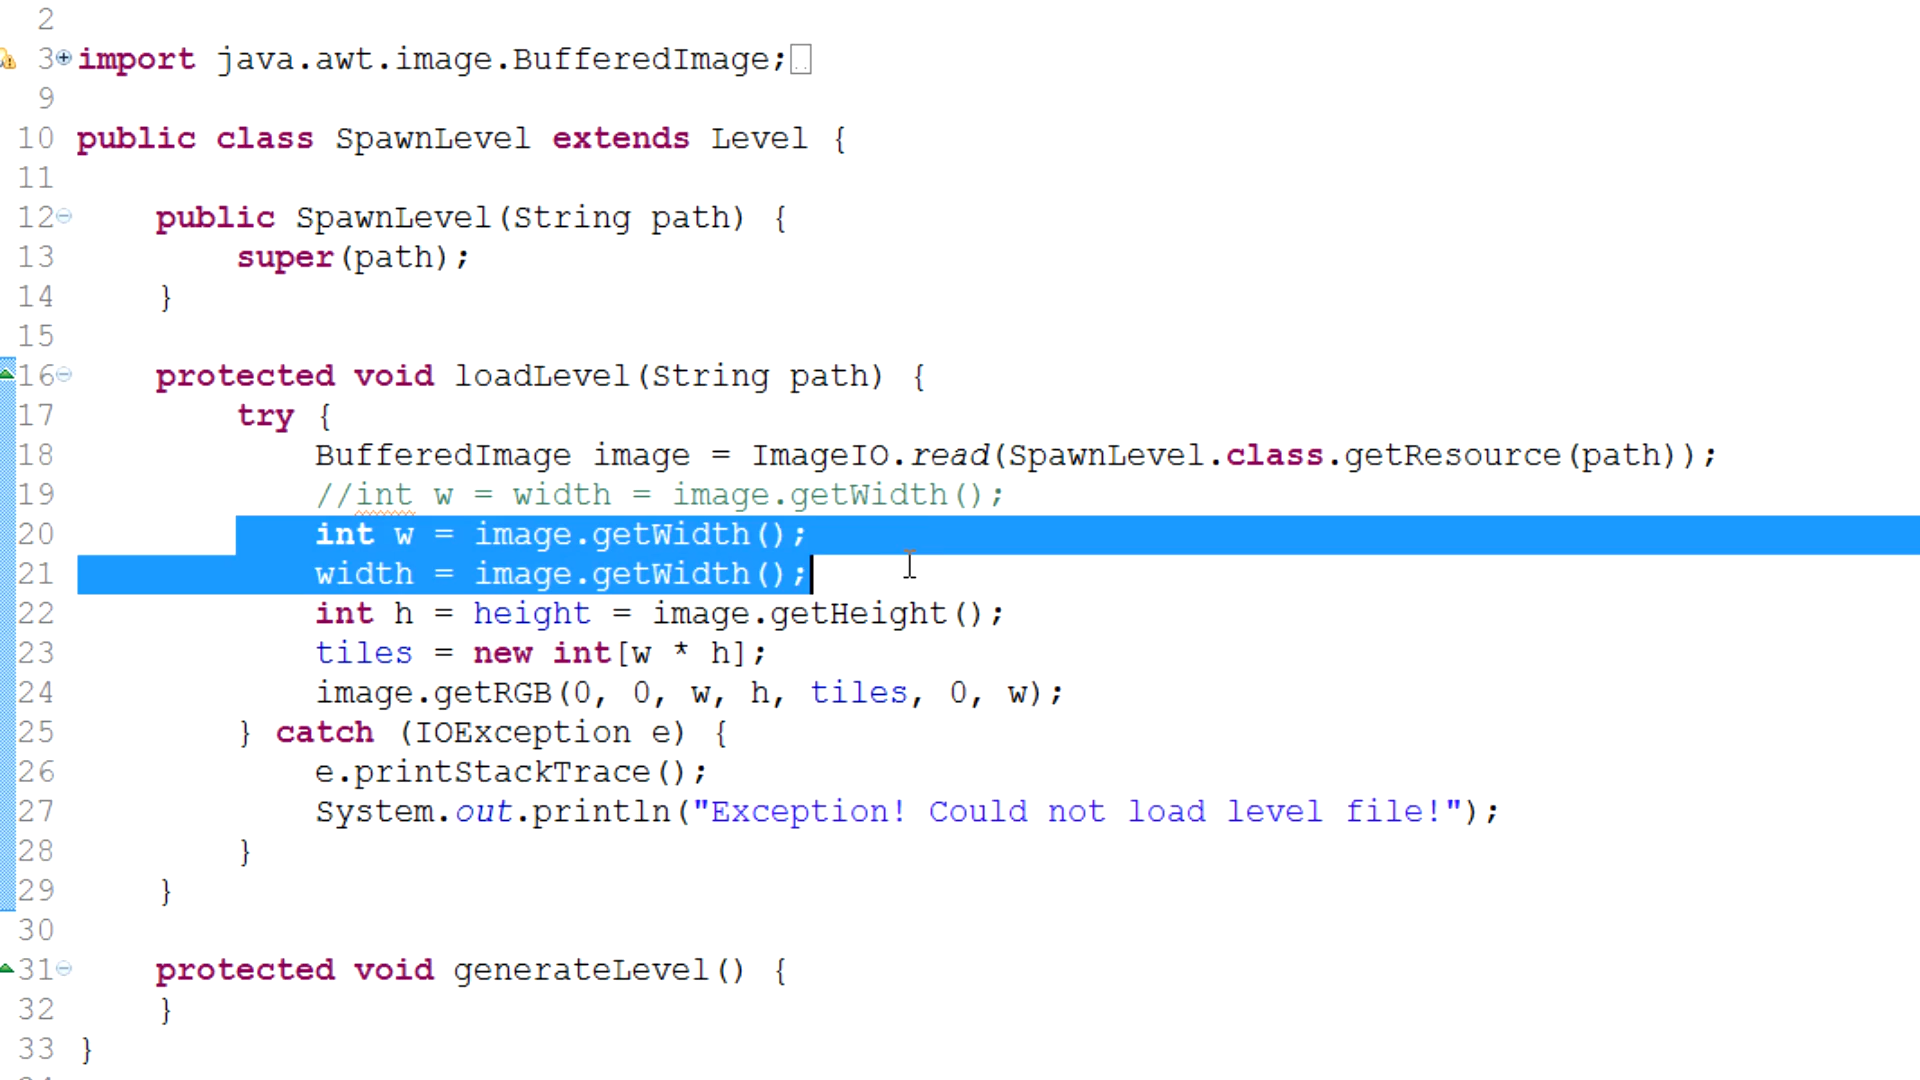 2
3 import java.awt.image.BufferedImage;
9
10 public class SpawnLevel extends Level {
11
12 public SpawnLevel(String path) {
13 super(path);
14 }
15
16 protected void loadLevel(String path) {
17 try {
18 BufferedImage image = ImageIO.read(SpawnLevel.class.getResource(path));
19 //int w = width = image.getWidth();
20 int w = image.getWidth();
21 width = image.getWidth();
22 int h = height = image.getHeight();
23 tiles = new int[w * h];
24 image.getRGB(0, 0, w, h, tiles, 0, w);
25 } catch (IOException e) {
26 e.printStackTrace();
27 System.out.println("Exception! Could not load level file!");
28 }
29 }
30
31 protected void generateLevel() {
32 }
33 }